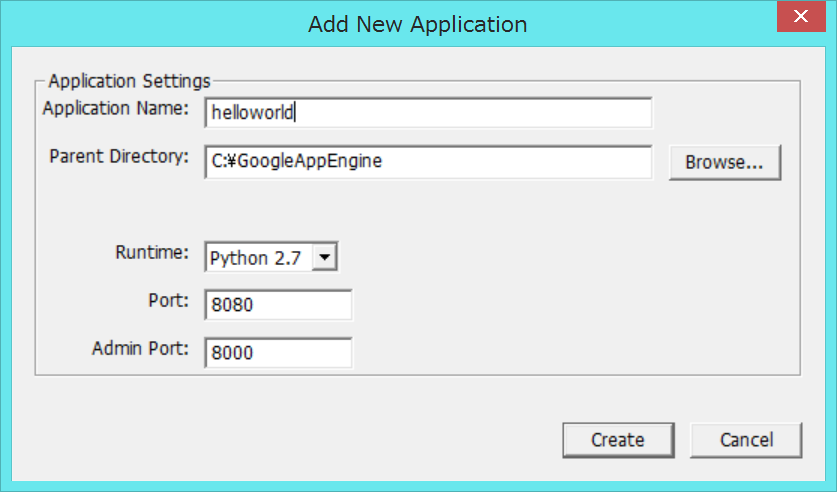 Add New Application
Application Settings
Application Name: helloworld
Parent Directory: C:¥GoogleAppEngine Browse...
Runtime: Python 2.7
Port: 8080
Admin Port: 8000
Create Cancel